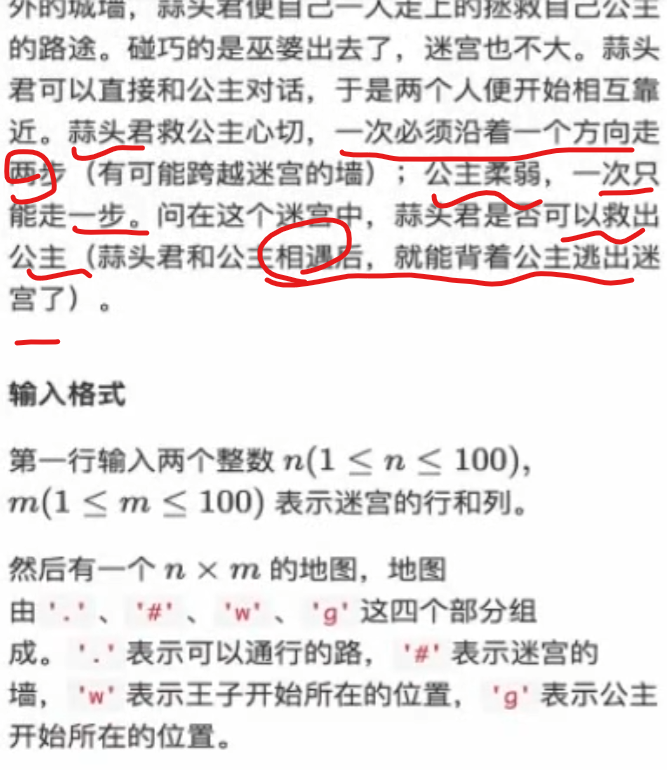 外的城墙，蒜头君便自己一人走上的拯救自己公主
的路途。碰巧的是巫婆出去了，迷宫也不大。蒜头
君可以直接和公主对话，于是两个人便开始相互靠
近。蒜头君救公主心切，一次必须沿着一个方向走
两步（有可能跨越迷宫的墙）；公主柔弱，一次只
能走一步。问在这个迷宫中，蒜头君是否可以救出
公主（蒜头君和公主相遇后，就能背着公主逃出迷
宫了）。
输入格式
第一行输入两个整数 n(1 ≤ n ≤ 100),
m(1 ≤ m ≤ 100) 表示迷宫的行和列。
然后有一个 n × m 的地图，地图
由 '.' 、 '#' 、 'w' 、 'g' 这四个部分组
成。 '.' 表示可以通行的路， '#' 表示迷宫的
墙， 'w' 表示王子开始所在的位置， 'g' 表示公主
开始所在的位置。